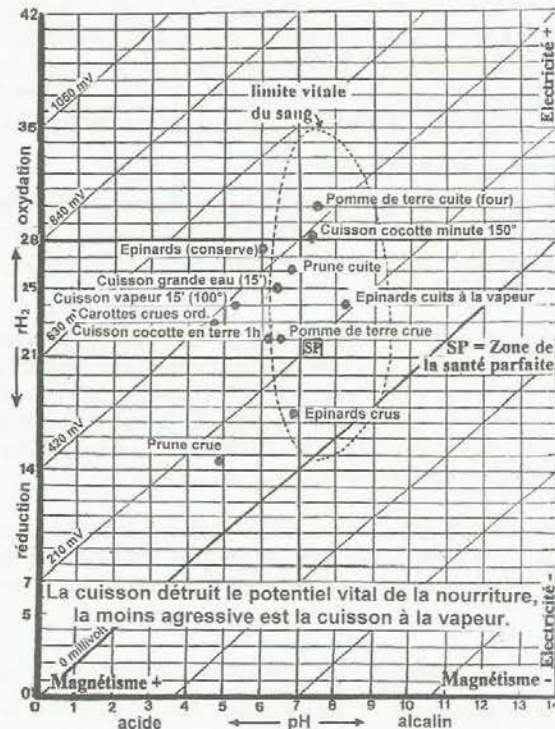 42
Electricité +
1060 mV
limite vitale
du sang
35
oxydation
840 mV
Pomme de terre cuite (four)
28
Cuisson cocotte minute 150°
Epinards (conserve)
Prune cuite
rH2
25
Cuisson grande eau (15')
Cuisson vapeur 15' (100°)
Epinards cuits à la vapeur
Carottes crues ord.
630 m
Cuisson cocotte en terre 1h
Pomme de terre crue
21
SP
SP = Zone de
la santé parfaite
420 mV
Epinards crus
Prune crue
14
réduction
210 mV
7
La cuisson détruit le potentiel vital de la nourriture,
la moins agressive est la cuisson à la vapeur.
5
Electricité -
0 millivolt
0
Magnétisme +
Magnétisme -
0 1 2 3 4 5 6 7 8 9 10 11 12 13 14
acide
pH
alcalin